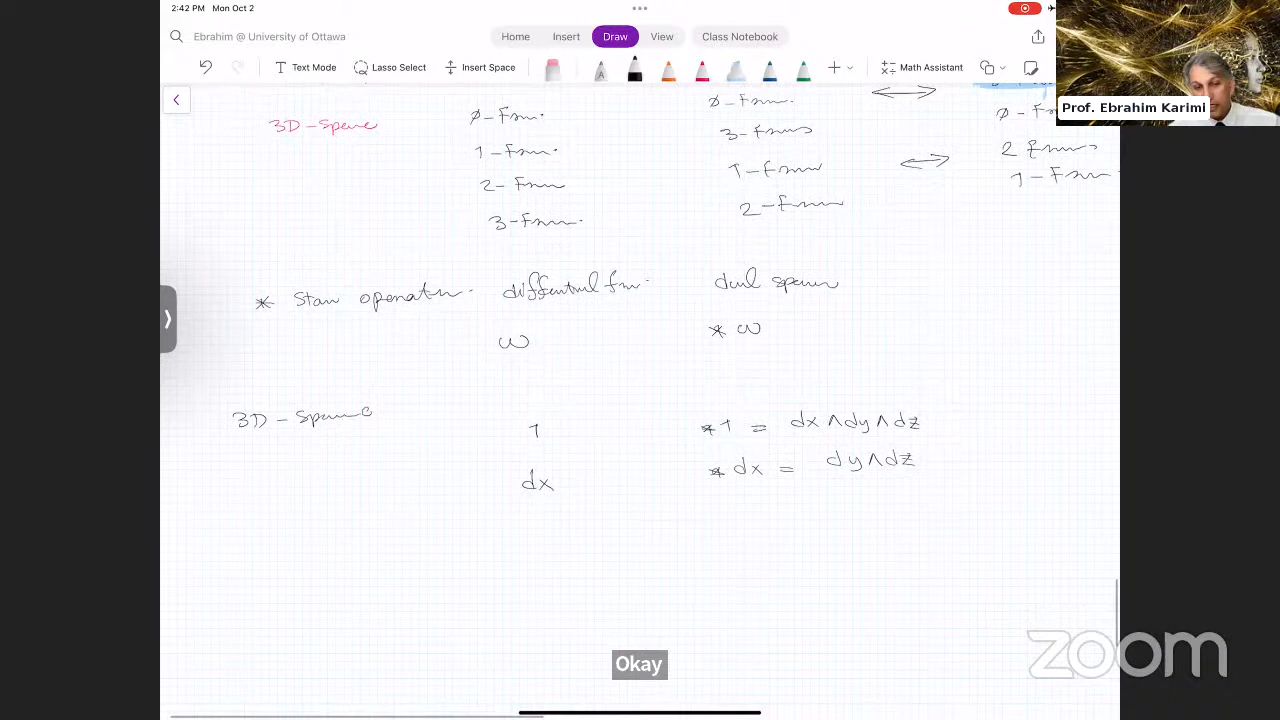 2:42 PM Mon Oct 2
Ebrahim @ University of Ottawa
Home Insert Draw View Class Notebook
Text Mode Lasso Select Insert Space Math Assistant
Prof. Ebrahim Karimi
3D-Space
0-Form
1-Form
2-Form
3-Form
0-Form
3-Forms
1-Form
2-Form
0-Fo
2 forms
1-Form
* Star operator differential form dual space
ω * ω
3D-Space 1 *1 = dx∧dy∧dz
dx *dx = dy∧dz
Okay
zoom